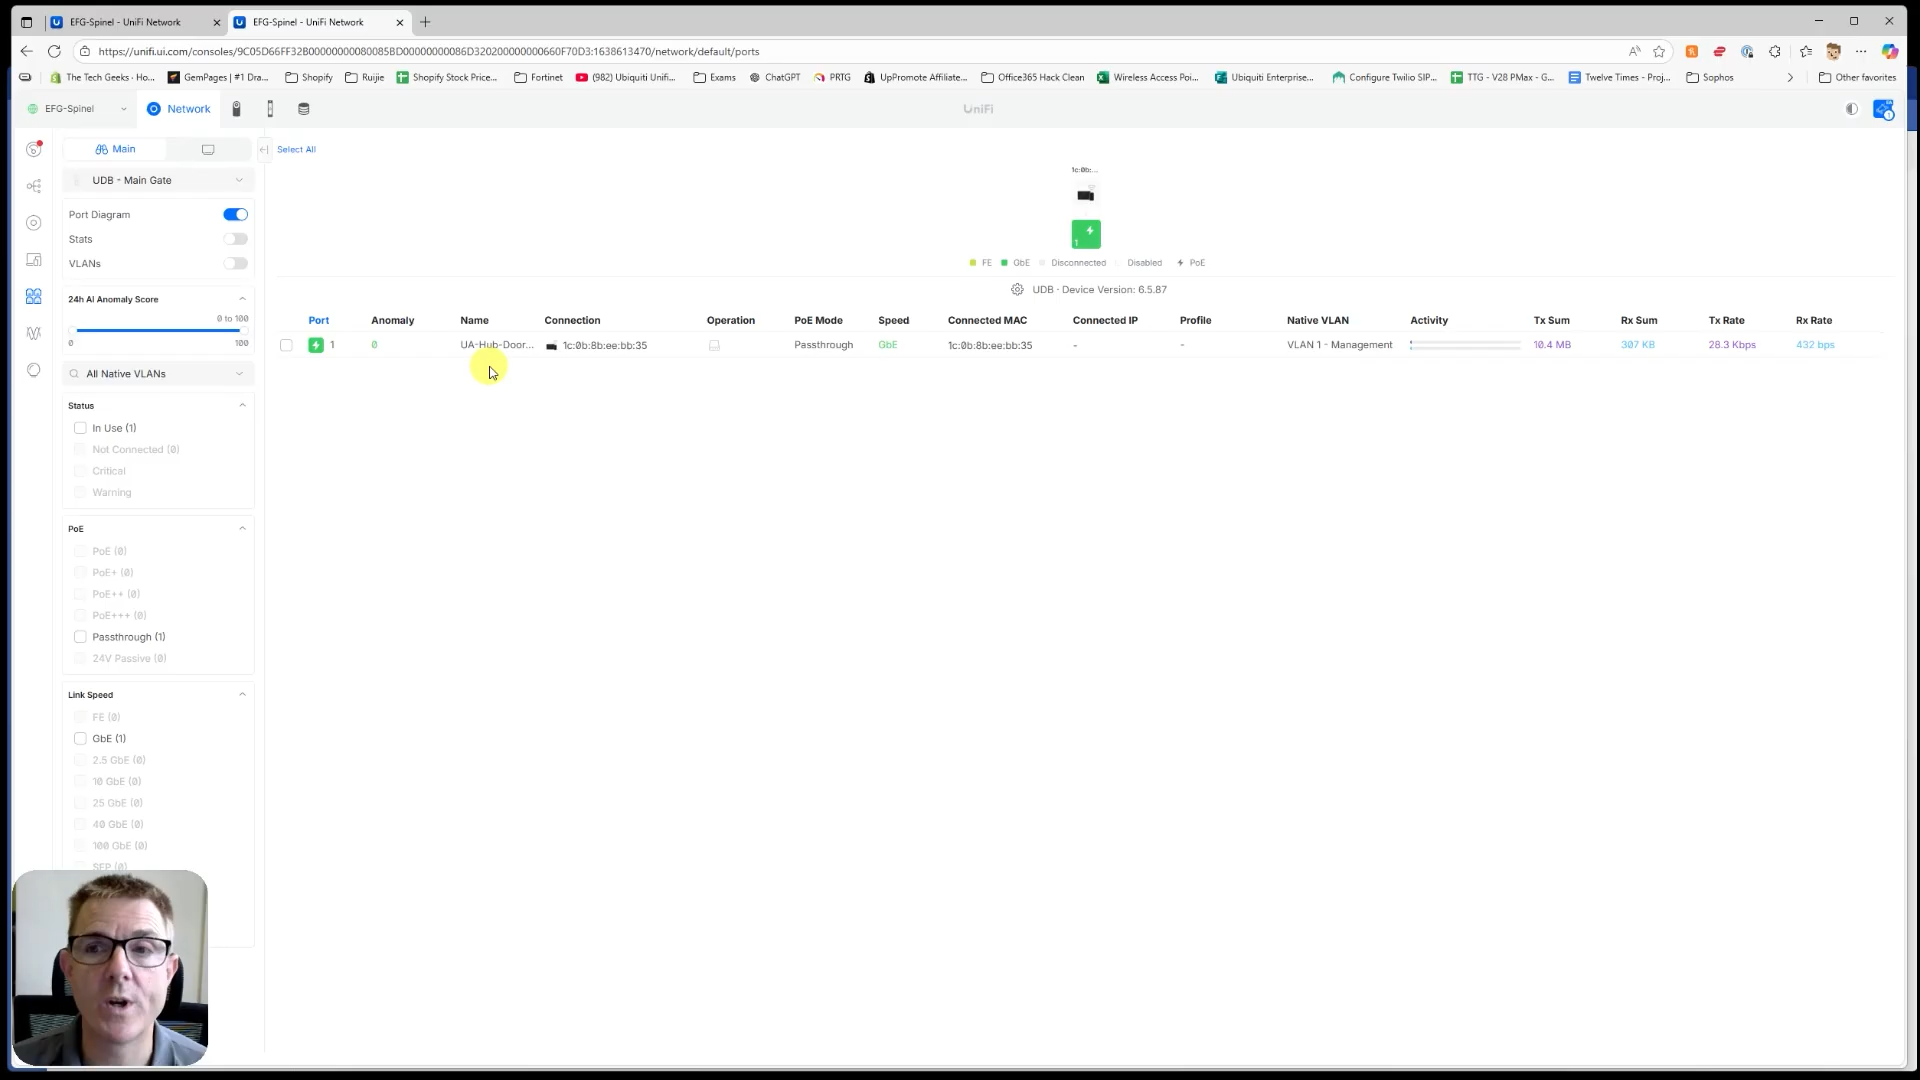 EFG-Spinel - UniFi Network
EFG-Spinel - UniFi Network
https://unifi.ui.com/consoles/9C05D66FF32B00000000080085BD00000000086D320200000000660F70D3:1638613470/network/default/ports
The Tech Geeks - Ho...
GemPages | #1 Dra...
Shopify
Ruijie
Shopify Stock Price...
Fortinet
(982) Ubiquiti Unifi...
Exams
ChatGPT
PRTG
UpPromote Affiliate...
Office365 Hack Clean
Wireless Access Poi...
Ubiquiti Enterprise...
Configure Twilio SIP...
TTG - V28 PMax - G...
Twelve Times - Proj...
Sophos
Other favorites
EFG-Spinel
Network
UniFi
Main
Select All
UDB - Main Gate
1c:0b:...
Port Diagram
Stats
VLANs
1
FE
GbE
Disconnected
Disabled
PoE
UDB · Device Version: 6.5.87
24h AI Anomaly Score
0 to 100
0
100
Port
Anomaly
Name
Connection
Operation
PoE Mode
Speed
Connected MAC
Connected IP
Profile
Native VLAN
Activity
Tx Sum
Rx Sum
Tx Rate
Rx Rate
1
0
UA-Hub-Door...
1c:0b:8b:ee:bb:35
Passthrough
GbE
1c:0b:8b:ee:bb:35
-
-
VLAN 1 - Management
10.4 MB
307 KB
28.3 Kbps
432 bps
All Native VLANs
Status
In Use (1)
Not Connected (0)
Critical
Warning
PoE
PoE (0)
PoE+ (0)
PoE++ (0)
PoE+++ (0)
Passthrough (1)
24V Passive (0)
Link Speed
FE (0)
GbE (1)
2.5 GbE (0)
10 GbE (0)
25 GbE (0)
40 GbE (0)
100 GbE (0)
SFP (0)